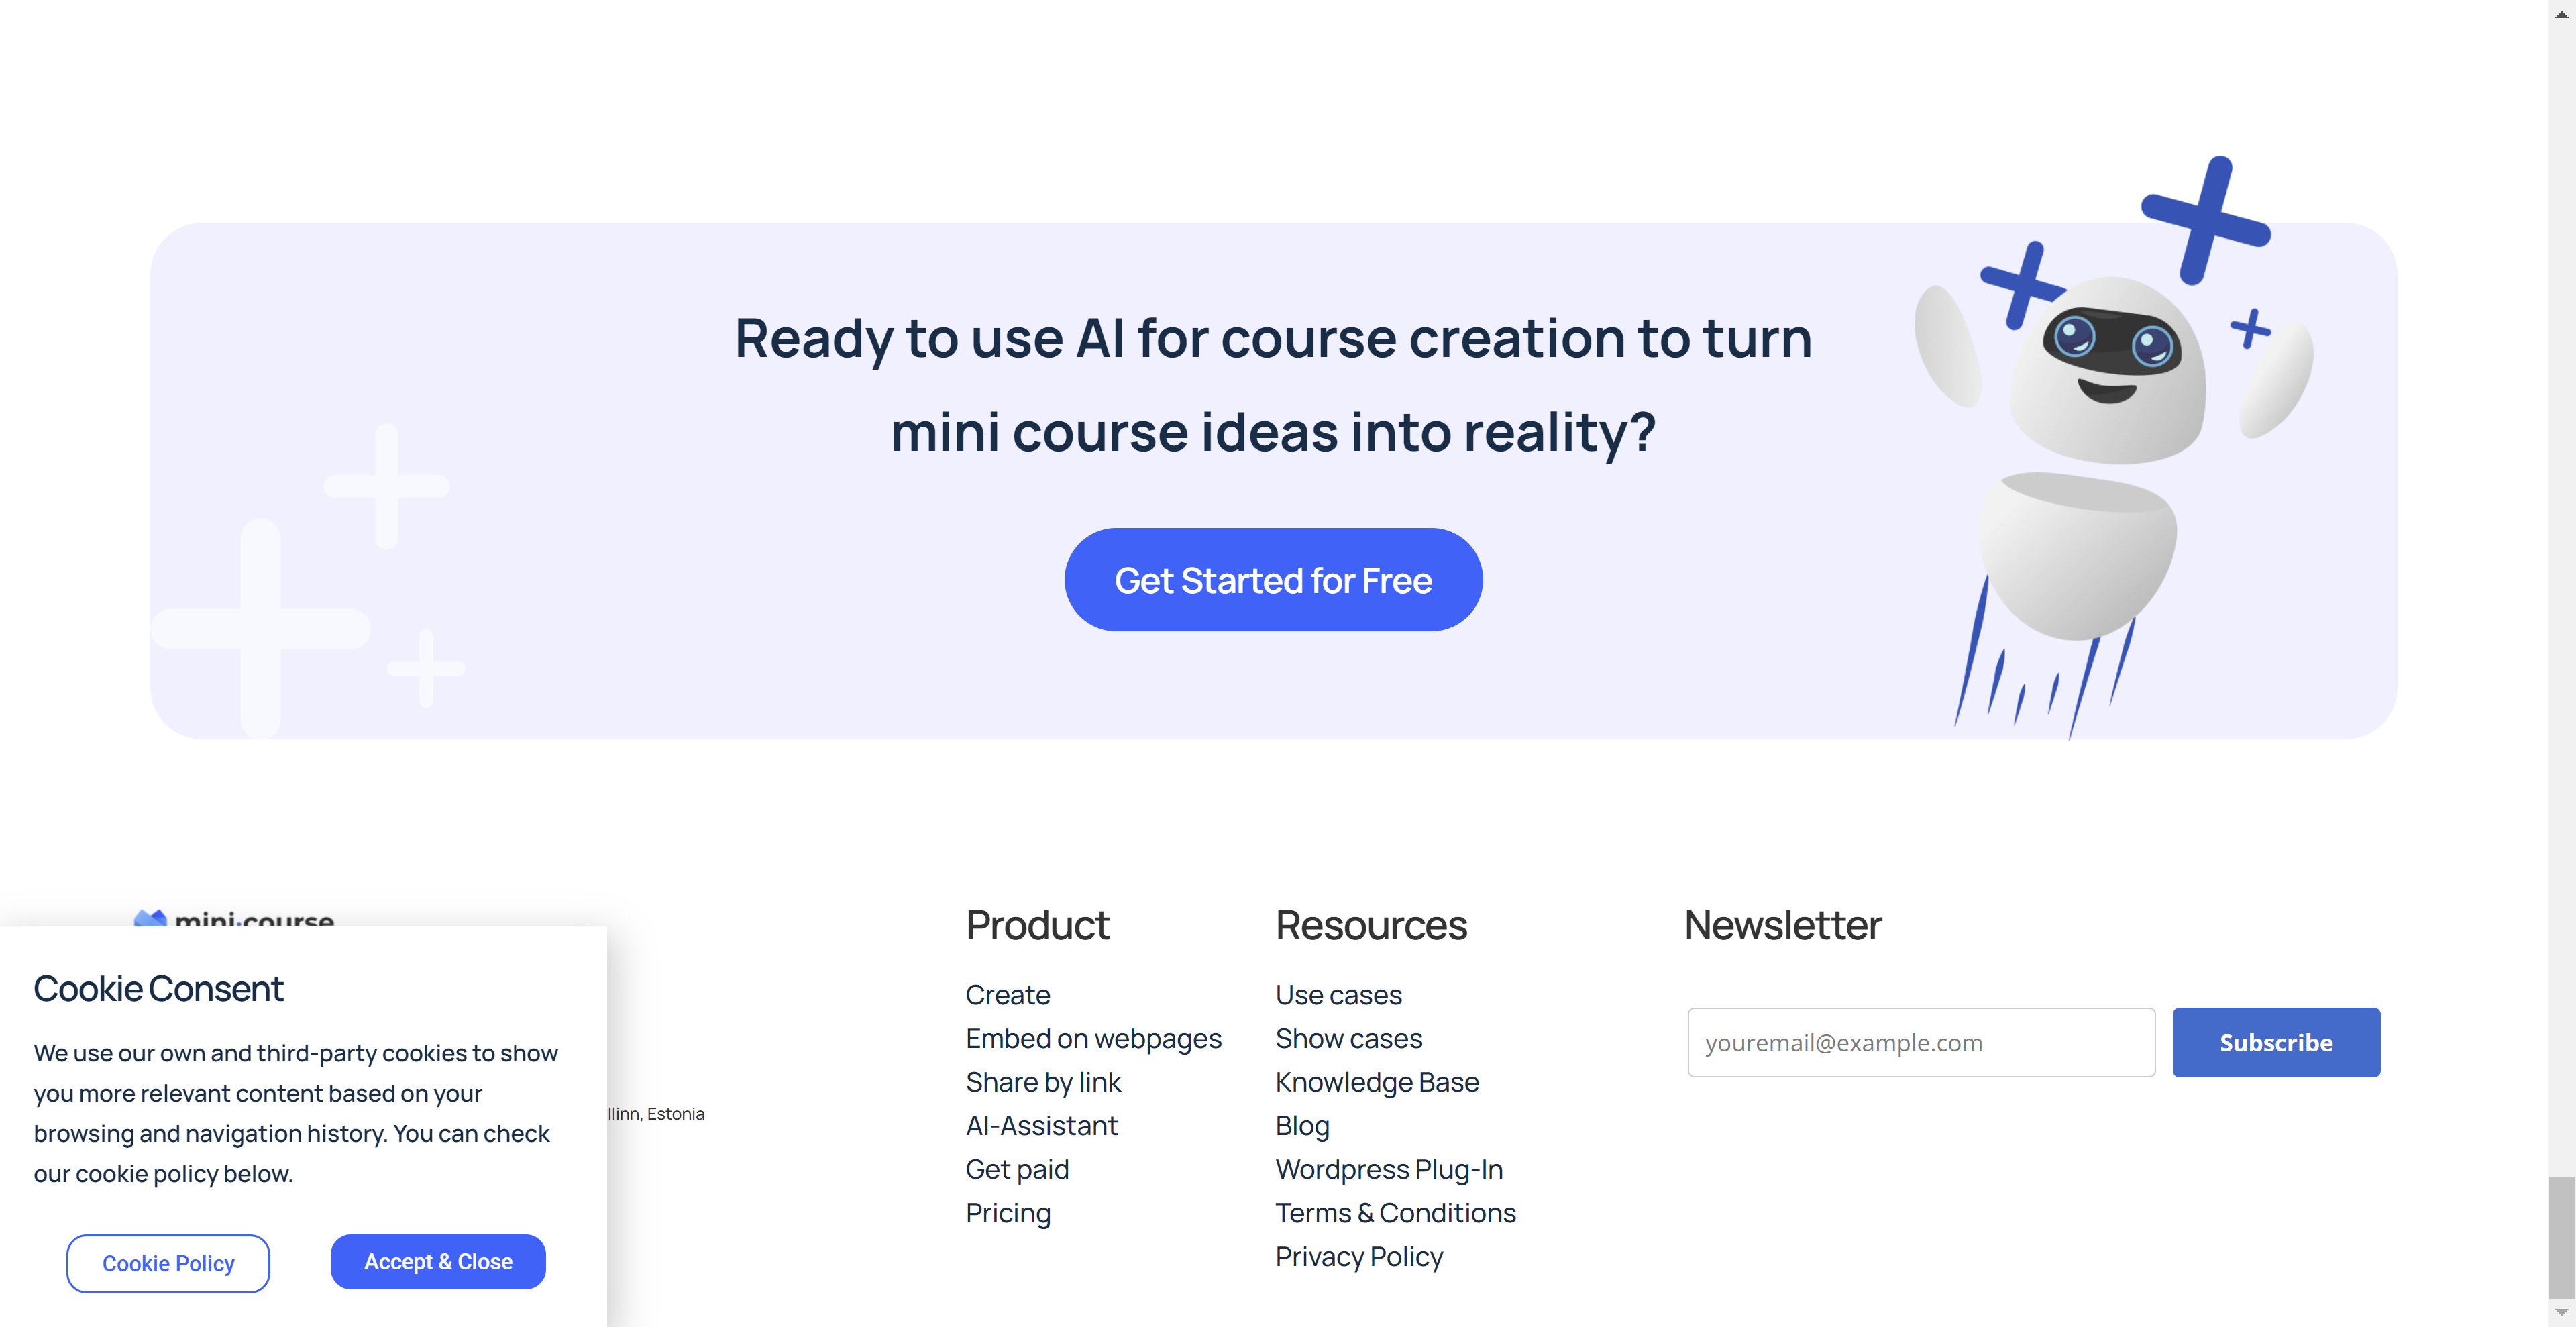 Ready to use AI for course creation to turn
mini course ideas into reality?
Get Started for Free
mini·course
Cookie Consent
We use our own and third-party cookies to show
you more relevant content based on your
browsing and navigation history. You can check
our cookie policy below.
Cookie Policy
Accept & Close
Estonia
Product
Create
Embed on webpages
Share by link
AI-Assistant
Get paid
Pricing
Resources
Use cases
Show cases
Knowledge Base
Blog
Wordpress Plug-In
Terms & Conditions
Privacy Policy
Newsletter
youremail@example.com
Subscribe